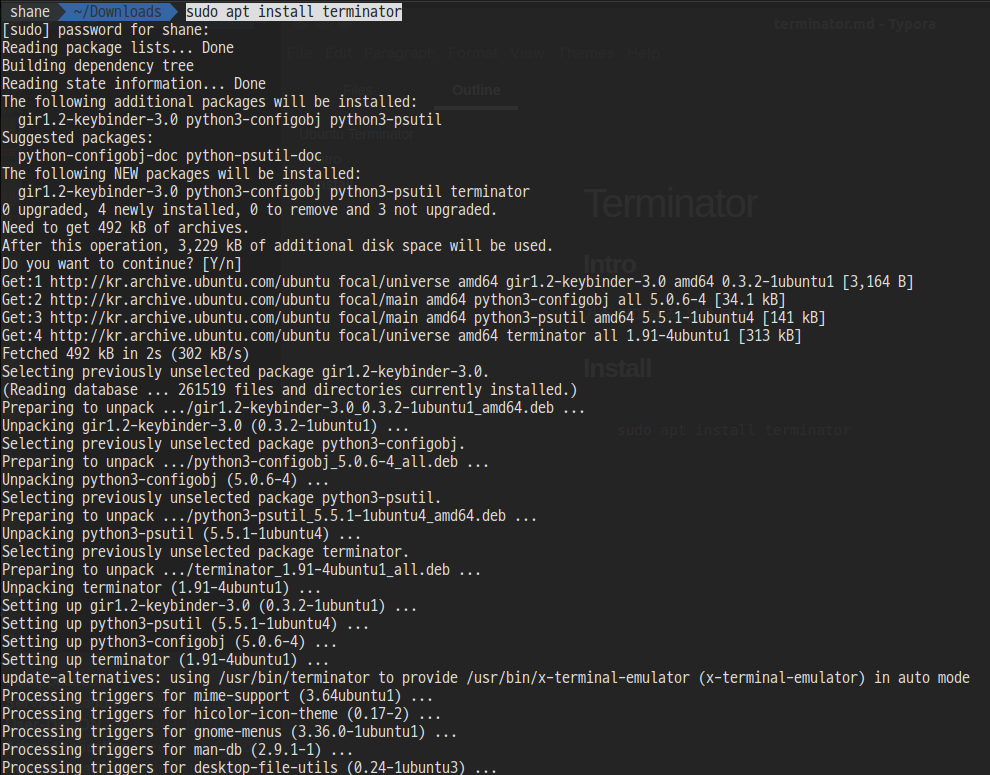 shane ~/Downloads sudo apt install terminator
[sudo] password for shane:
Reading package lists... Done
Building dependency tree
Reading state information... Done
The following additional packages will be installed:
  gir1.2-keybinder-3.0 python3-configobj python3-psutil
Suggested packages:
  python-configobj-doc python-psutil-doc
The following NEW packages will be installed:
  gir1.2-keybinder-3.0 python3-configobj python3-psutil terminator
0 upgraded, 4 newly installed, 0 to remove and 3 not upgraded.
Need to get 492 kB of archives.
After this operation, 3,229 kB of additional disk space will be used.
Do you want to continue? [Y/n]
Get:1 http://kr.archive.ubuntu.com/ubuntu focal/universe amd64 gir1.2-keybinder-3.0 amd64 0.3.2-1ubuntu1 [3,164 B]
Get:2 http://kr.archive.ubuntu.com/ubuntu focal/main amd64 python3-configobj all 5.0.6-4 [34.1 kB]
Get:3 http://kr.archive.ubuntu.com/ubuntu focal/main amd64 python3-psutil amd64 5.5.1-1ubuntu4 [141 kB]
Get:4 http://kr.archive.ubuntu.com/ubuntu focal/universe amd64 terminator all 1.91-4ubuntu1 [313 kB]
Fetched 492 kB in 2s (302 kB/s)
Selecting previously unselected package gir1.2-keybinder-3.0.
(Reading database ... 261519 files and directories currently installed.)
Preparing to unpack .../gir1.2-keybinder-3.0_0.3.2-1ubuntu1_amd64.deb ...
Unpacking gir1.2-keybinder-3.0 (0.3.2-1ubuntu1) ...
Selecting previously unselected package python3-configobj.
Preparing to unpack .../python3-configobj_5.0.6-4_all.deb ...
Unpacking python3-configobj (5.0.6-4) ...
Selecting previously unselected package python3-psutil.
Preparing to unpack .../python3-psutil_5.5.1-1ubuntu4_amd64.deb ...
Unpacking python3-psutil (5.5.1-1ubuntu4) ...
Selecting previously unselected package terminator.
Preparing to unpack .../terminator_1.91-4ubuntu1_all.deb ...
Unpacking terminator (1.91-4ubuntu1) ...
Setting up gir1.2-keybinder-3.0 (0.3.2-1ubuntu1) ...
Setting up python3-psutil (5.5.1-1ubuntu4) ...
Setting up python3-configobj (5.0.6-4) ...
Setting up terminator (1.91-4ubuntu1) ...
update-alternatives: using /usr/bin/terminator to provide /usr/bin/x-terminal-emulator (x-terminal-emulator) in auto mode
Processing triggers for mime-support (3.64ubuntu1) ...
Processing triggers for hicolor-icon-theme (0.17-2) ...
Processing triggers for gnome-menus (3.36.0-1ubuntu1) ...
Processing triggers for man-db (2.9.1-1) ...
Processing triggers for desktop-file-utils (0.24-1ubuntu3) ...
terminator.md - Typora
File Edit Paragraph Format View Themes Help
Files Outline
Terminator
Intro
Install
sudo apt install terminator